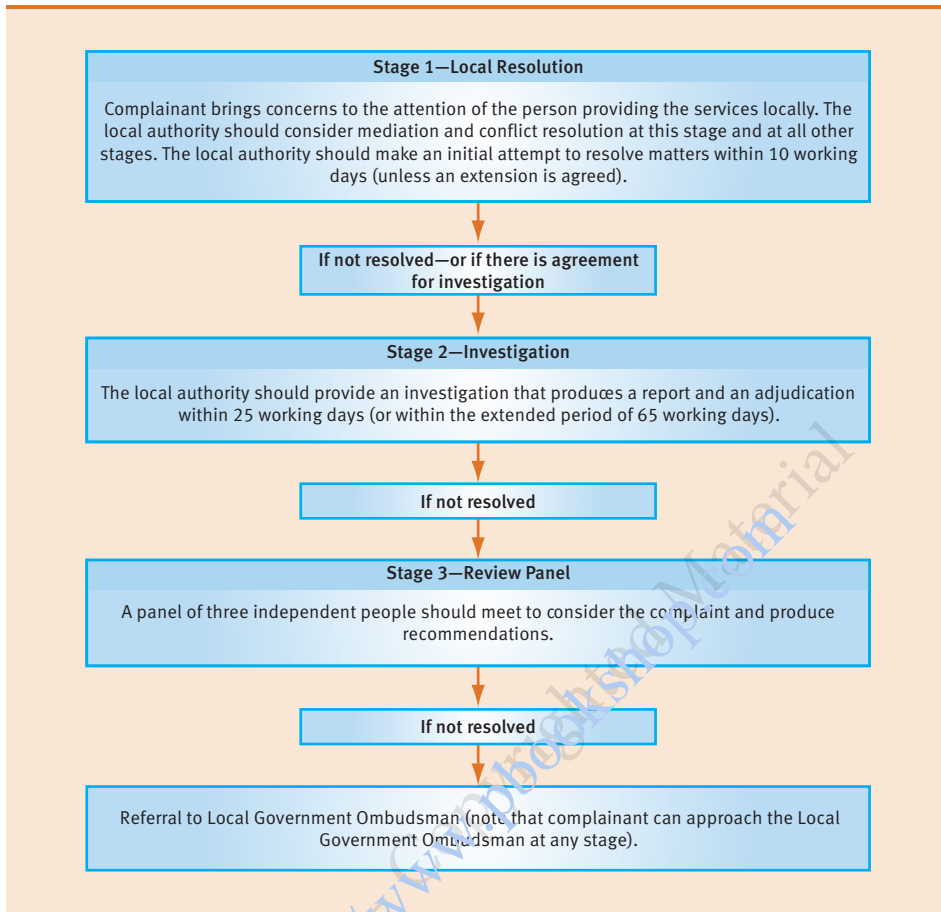 Stage 1—Local Resolution
Complainant brings concerns to the attention of the person providing the services locally. The
local authority should consider mediation and conflict resolution at this stage and at all other
stages. The local authority should make an initial attempt to resolve matters within 10 working
days (unless an extension is agreed).
If not resolved—or if there is agreement
for investigation
Stage 2—Investigation
The local authority should provide an investigation that produces a report and an adjudication
within 25 working days (or within the extended period of 65 working days).
If not resolved
Stage 3—Review Panel
A panel of three independent people should meet to consider the complaint and produce
recommendations.
If not resolved
Referral to Local Government Ombudsman (note that complainant can approach the Local
Government Ombudsman at any stage).
Copyrighted Material
www.pbookshop.com